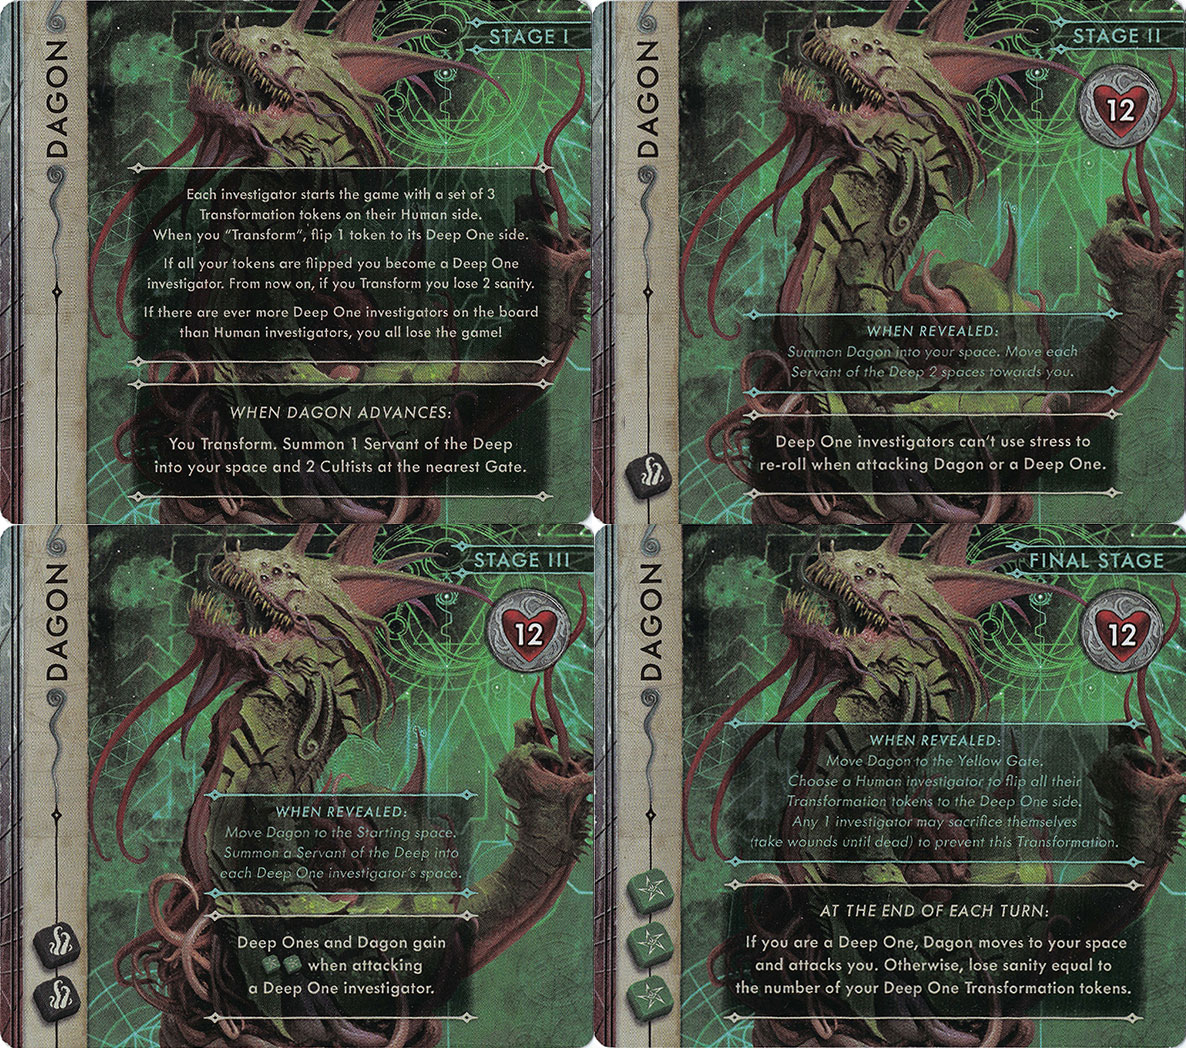 DAGON
STAGE I
Each investigator starts the game with a set of 3
Transformation tokens on their Human side.
When you "Transform", flip 1 token to its Deep One side.
If all your tokens are flipped you become a Deep One
investigator. From now on, if you Transform you lose 2 sanity.
If there are ever more Deep One investigators on the board
than Human investigators, you all lose the game!
WHEN DAGON ADVANCES:
You Transform. Summon 1 Servant of the Deep
into your space and 2 Cultists at the nearest Gate.
DAGON
STAGE II
12
WHEN REVEALED:
Summon Dagon into your space. Move each
Servant of the Deep 2 spaces towards you.
Deep One investigators can't use stress to
re-roll when attacking Dagon or a Deep One.
DAGON
STAGE III
12
WHEN REVEALED:
Move Dagon to the Starting space.
Summon a Servant of the Deep into
each Deep One investigator's space.
Deep Ones and Dagon gain
when attacking
a Deep One investigator.
DAGON
FINAL STAGE
12
WHEN REVEALED:
Move Dagon to the Yellow Gate.
Choose a Human investigator to flip all their
Transformation tokens to the Deep One side.
Any 1 investigator may sacrifice themselves
(take wounds until dead) to prevent this Transformation.
AT THE END OF EACH TURN:
If you are a Deep One, Dagon moves to your space
and attacks you. Otherwise, lose sanity equal to
the number of your Deep One Transformation tokens.